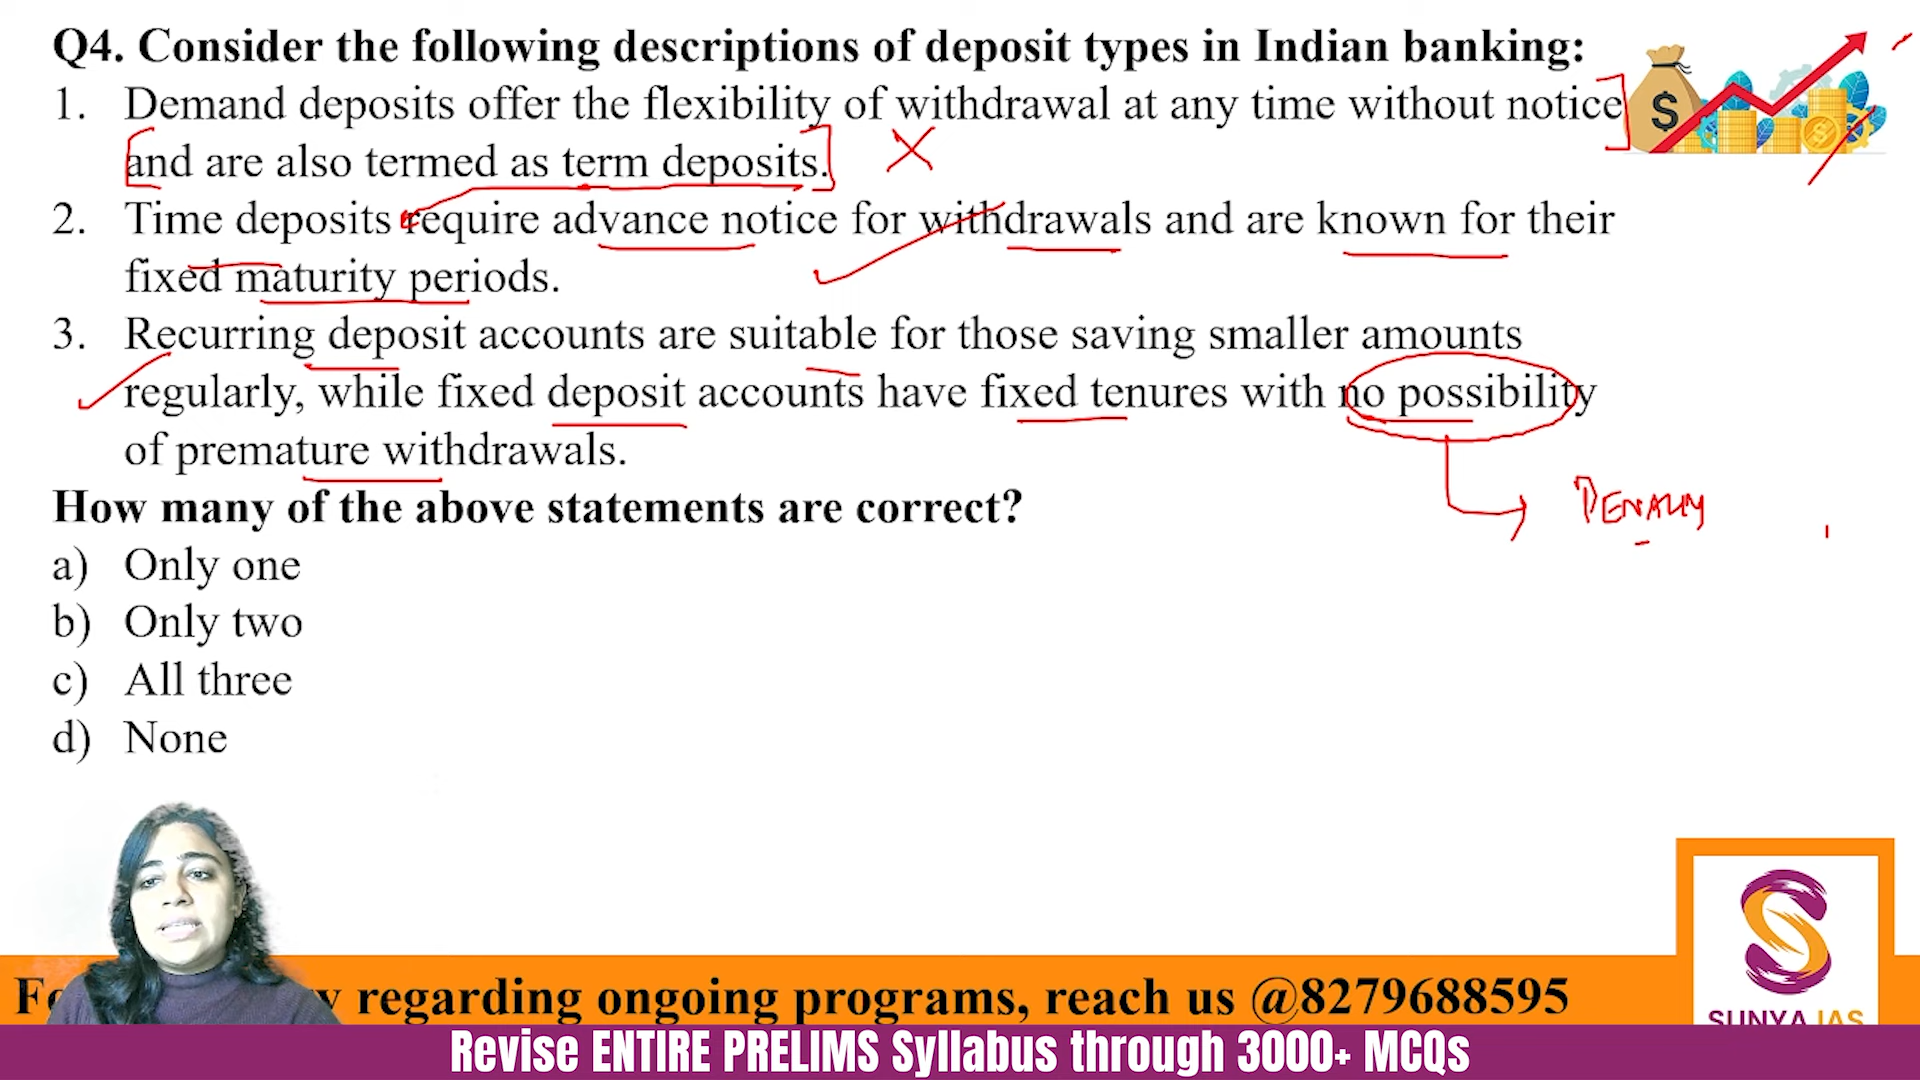 Q4. Consider the following descriptions of deposit types in Indian banking:
1. Demand deposits offer the flexibility of withdrawal at any time without notice
and are also termed as term deposits.
2. Time deposits require advance notice for withdrawals and are known for their
fixed maturity periods.
3. Recurring deposit accounts are suitable for those saving smaller amounts
regularly, while fixed deposit accounts have fixed tenures with no possibility
of premature withdrawals.
PENALTY
How many of the above statements are correct?
a) Only one
b) Only two
c) All three
d) None
regarding ongoing programs, reach us @8279688595
SUNYA IAS
Revise ENTIRE PRELIMS Syllabus through 3000+ MCQs